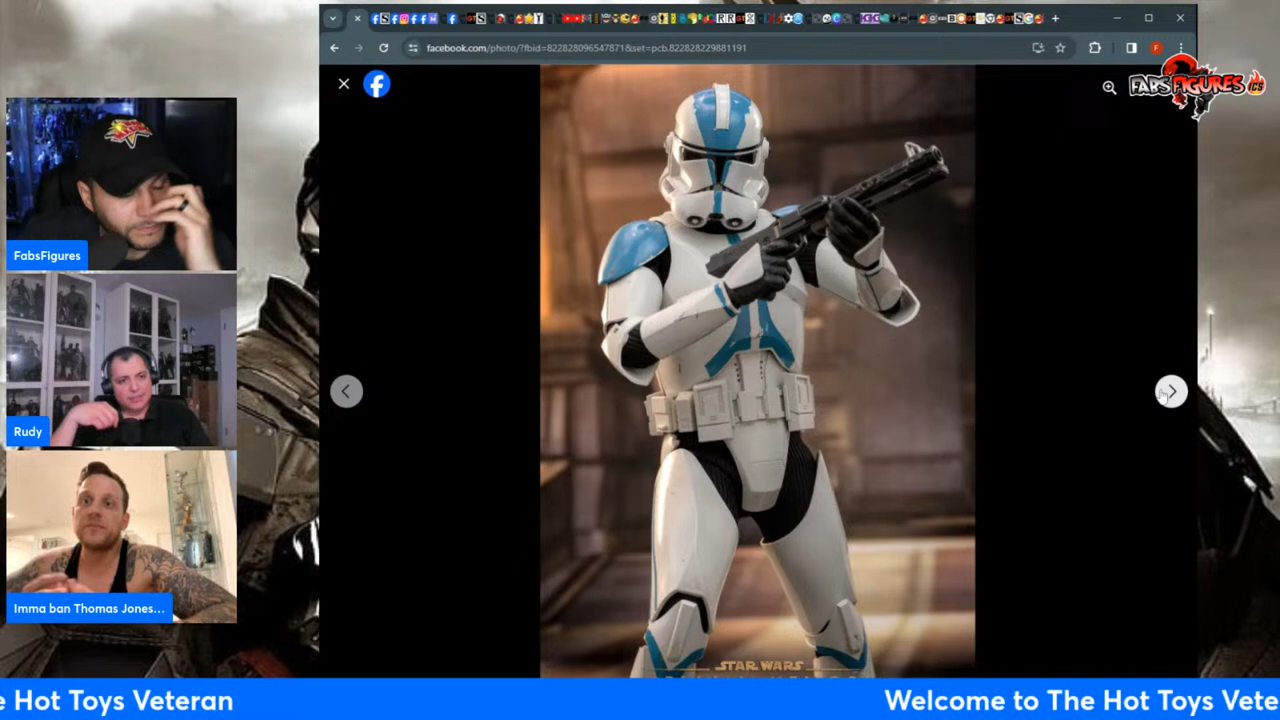 facebook.com/photo/?fbid=822828096547871&set=pcb.822828229881191
FABSFIGURES
FabsFigures
Rudy
Imma ban Thomas Jones...
STAR WARS
e Hot Toys Veteran
Welcome to The Hot Toys Vete